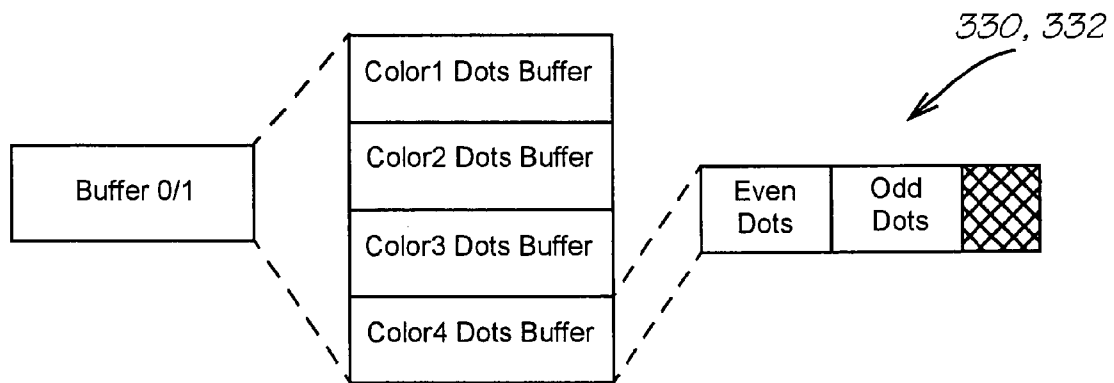 330, 332
Color1 Dots Buffer
Color2 Dots Buffer
Buffer 0/1
Even
Dots
Odd
Dots
Color3 Dots Buffer
Color4 Dots Buffer